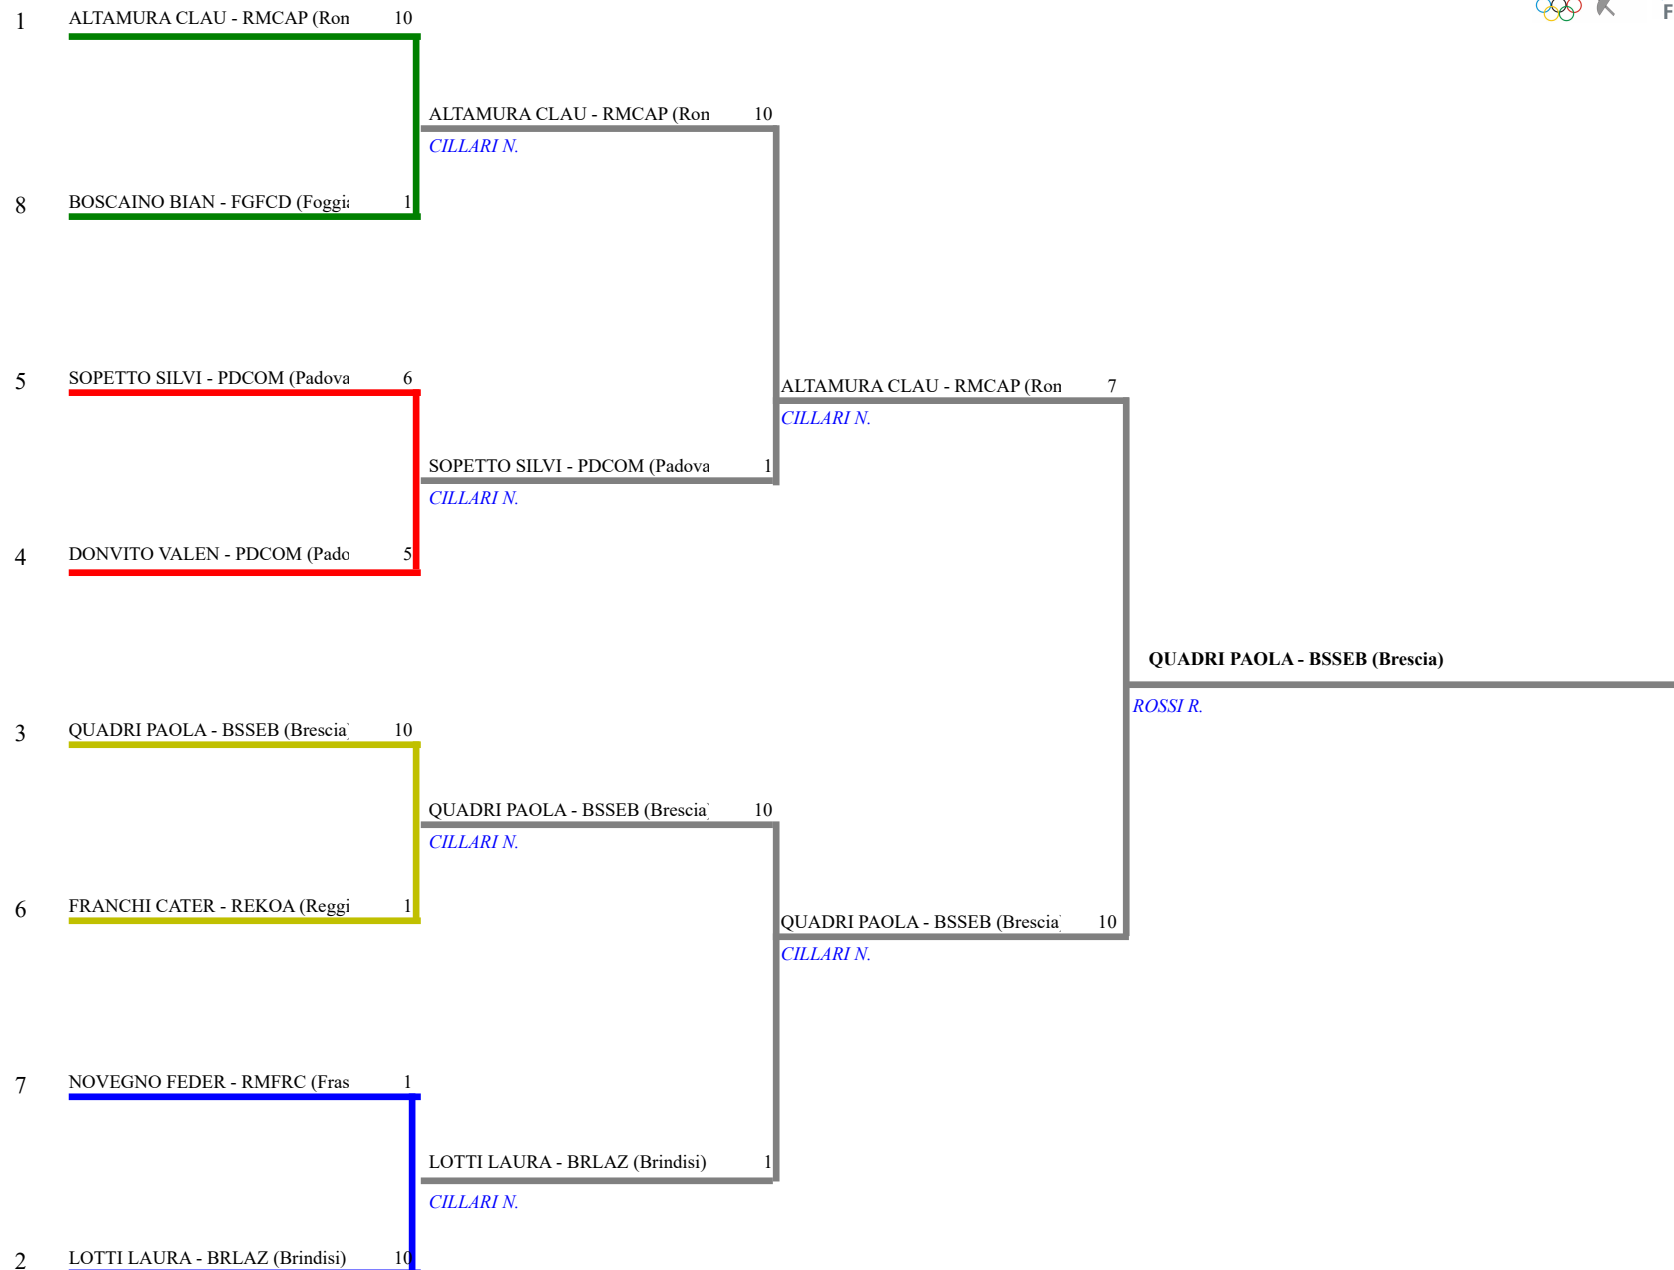 F
1 ALTAMURA CLAU - RMCAP (Ron 10
ALTAMURA CLAU - RMCAP (Ron 10
CILLARI N.
8 BOSCAINO BIAN - FGFCD (Foggia 1
5 SOPETTO SILVI - PDCOM (Padova 6
ALTAMURA CLAU - RMCAP (Ron 7
CILLARI N.
SOPETTO SILVI - PDCOM (Padova 1
CILLARI N.
4 DONVITO VALEN - PDCOM (Pado 5
QUADRI PAOLA - BSSEB (Brescia)
ROSSI R.
3 QUADRI PAOLA - BSSEB (Brescia) 10
QUADRI PAOLA - BSSEB (Brescia) 10
CILLARI N.
6 FRANCHI CATER - REKOA (Reggi 1
QUADRI PAOLA - BSSEB (Brescia) 10
CILLARI N.
7 NOVEGNO FEDER - RMFRC (Fras 1
LOTTI LAURA - BRLAZ (Brindisi) 1
CILLARI N.
2 LOTTI LAURA - BRLAZ (Brindisi) 10